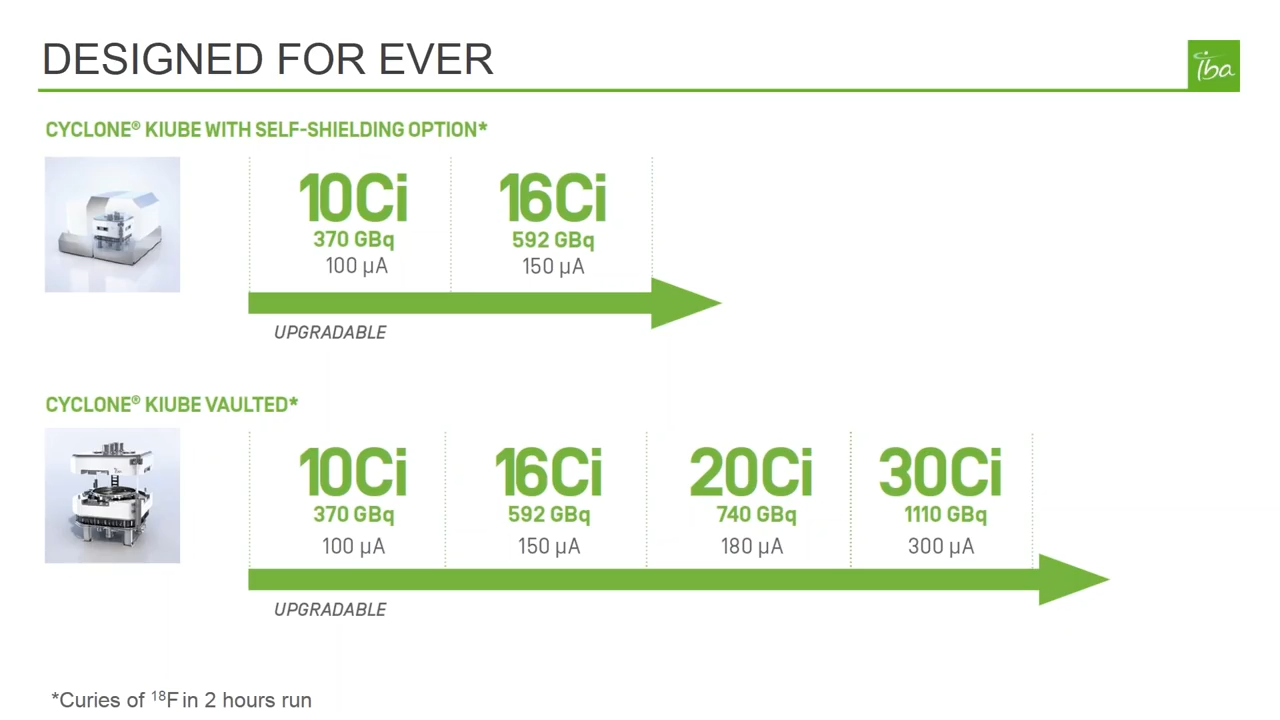 DESIGNED FOR EVER
iba
CYCLONE® KIUBE WITH SELF-SHIELDING OPTION*
10Ci 16Ci
370 GBq 592 GBq
100 µA 150 µA
UPGRADABLE
CYCLONE® KIUBE VAULTED*
10Ci 16Ci 20Ci 30Ci
370 GBq 592 GBq 740 GBq 1110 GBq
100 µA 150 µA 180 µA 300 µA
UPGRADABLE
*Curies of ¹⁸F in 2 hours run